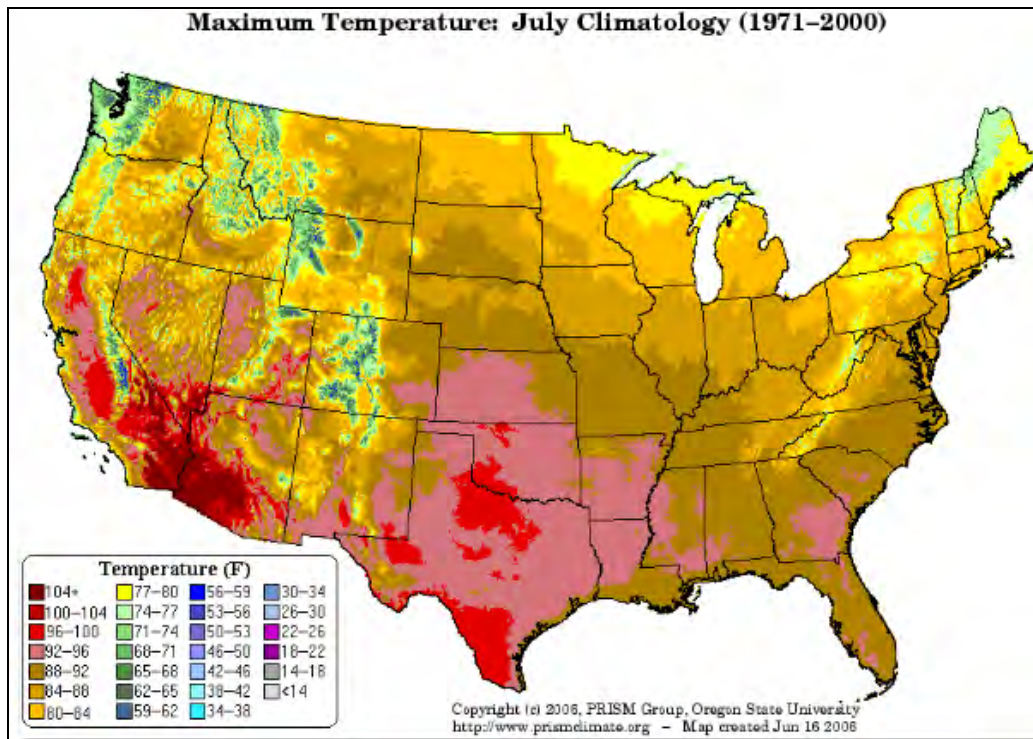 Maximum Temperature: July Climatology (1971–2000)
Temperature (F)
104+ 77–80 56–59 30–34
100–104 74–77 53–56 26–30
96–100 71–74 50–53 22–26
92–96 68–71 46–50 18–22
88–92 65–68 42–46 14–18
84–88 62–65 38–42 <14
80–84 59–62 34–38
Copyright (c) 2006, PRISM Group, Oregon State University
http://www.prismclimate.org – Map created Jun 16 2006